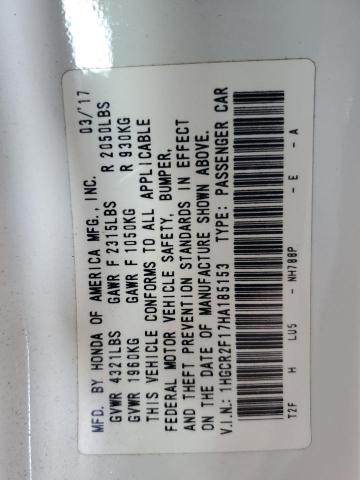 MFD. BY HONDA OF AMERICA MFG., INC. 03/'17
GVWR 4321LBS GAWR F 2315LBS R 2050LBS
GVWR 1960KG GAWR F 1050KG R 930KG
THIS VEHICLE CONFORMS TO ALL APPLICABLE
FEDERAL MOTOR VEHICLE SAFETY, BUMPER,
AND THEFT PREVENTION STANDARDS IN EFFECT
ON THE DATE OF MANUFACTURE SHOWN ABOVE.
V.I.N.: 1HGCR2F17HA185153 TYPE: PASSENGER CAR
T2F H LU5 - NH788P - E - A